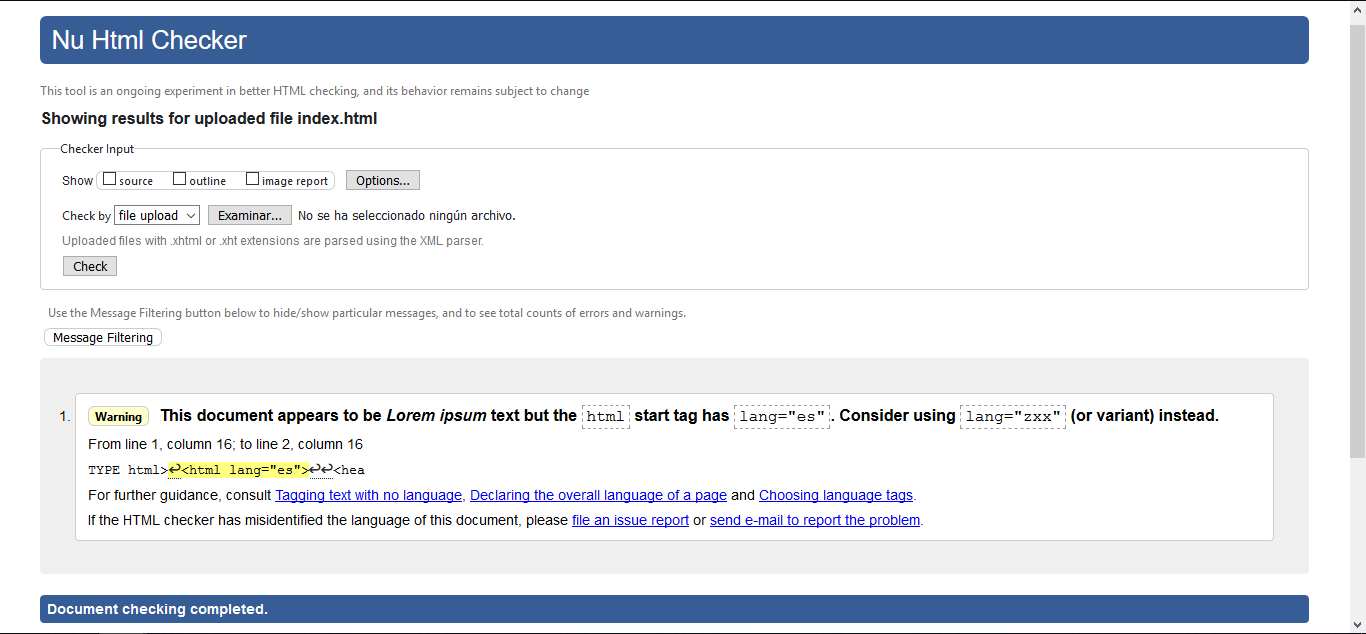 Nu Html Checker
This tool is an ongoing experiment in better HTML checking, and its behavior remains subject to change
Showing results for uploaded file index.html
Checker Input
Show source outline image report Options...
Check by file upload Examinar... No se ha seleccionado ningún archivo.
Uploaded files with .xhtml or .xht extensions are parsed using the XML parser.
Check
Use the Message Filtering button below to hide/show particular messages, and to see total counts of errors and warnings.
Message Filtering
1. Warning This document appears to be Lorem ipsum text but the html start tag has lang="es". Consider using lang="zxx" (or variant) instead.
From line 1, column 16; to line 2, column 16
TYPE html>↩<html lang="es">↩↩<hea
For further guidance, consult Tagging text with no language, Declaring the overall language of a page and Choosing language tags.
If the HTML checker has misidentified the language of this document, please file an issue report or send e-mail to report the problem.
Document checking completed.